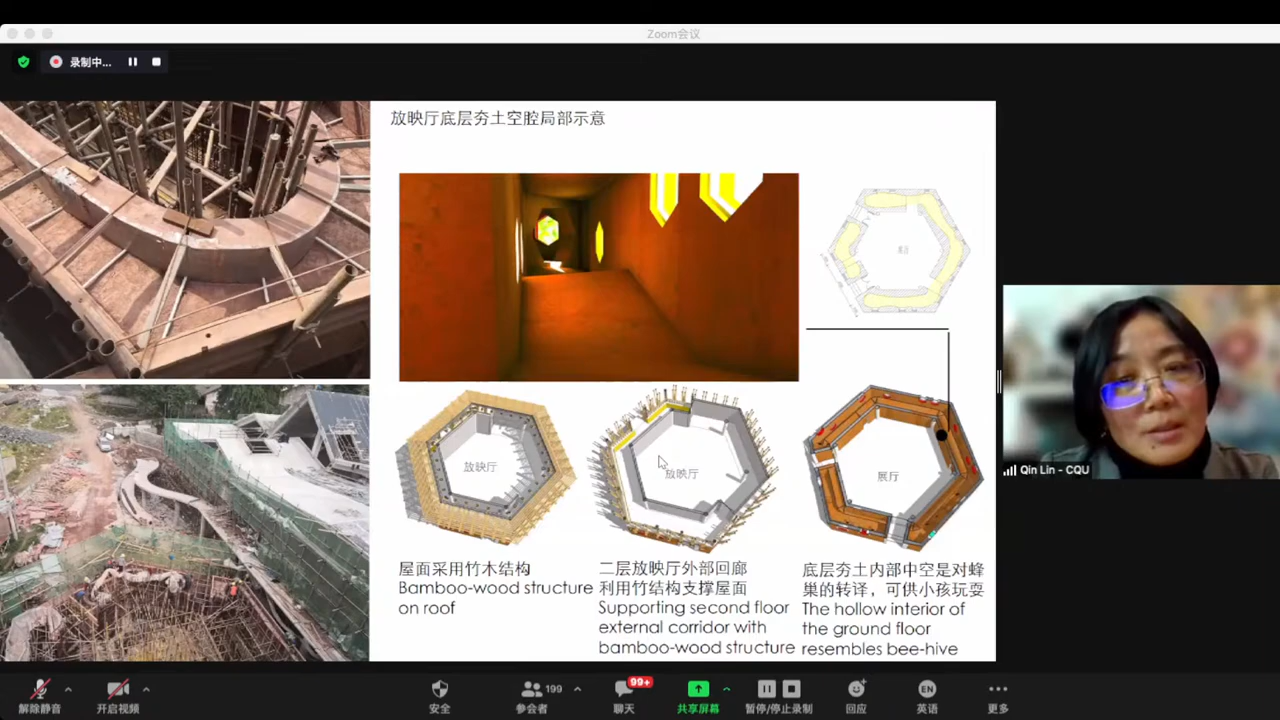 Zoom会议
录制中...
放映厅底层夯土空腔局部示意
展厅
放映厅
放映厅
展厅
屋面采用竹木结构
Bamboo-wood structure
on roof
二层放映厅外部回廊
利用竹结构支撑屋面
Supporting second floor
external corridor with
bamboo-wood structure
底层夯土内部中空是对蜂
巢的转译，可供小孩玩耍
The hollow interior of
the ground floor
resembles bee-hive
Qin Lin - CQU
解除静音
开启视频
安全
199
参会者
99+
聊天
共享屏幕
暂停/停止录制
回应
EN
英语
更多